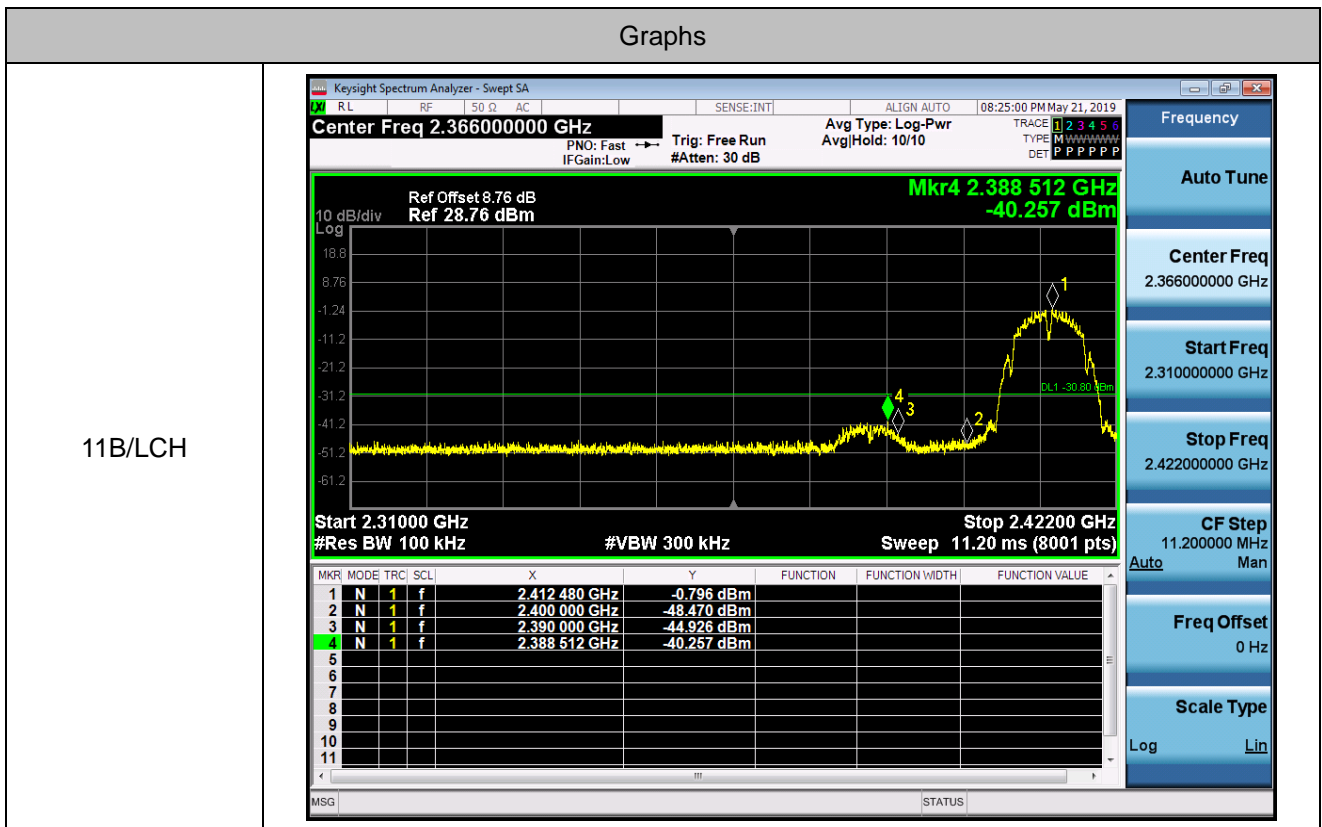 Graphs
11B/LCH
Keysight Spectrum Analyzer - Swept SA
LXI RL RF 50 Ω AC SENSE:INT ALIGN AUTO 08:25:00 PM May 21, 2019
Center Freq 2.366000000 GHz
PNO: Fast
IFGain:Low
Trig: Free Run
#Atten: 30 dB
Avg Type: Log-Pwr
Avg|Hold: 10/10
TRACE 1 2 3 4 5 6
TYPE M W W W W W
DET P P P P P P
Mkr4 2.388 512 GHz
-40.257 dBm
Ref Offset 8.76 dB
10 dB/div Ref 28.76 dBm
Log
18.8
8.76
-1.24
-11.2
-21.2
-31.2
-41.2
-51.2
-61.2
1
DL1 -30.80 dBm
4
3
2
Start 2.31000 GHz Stop 2.42200 GHz
#Res BW 100 kHz #VBW 300 kHz Sweep 11.20 ms (8001 pts)
MKR MODE TRC SCL X Y FUNCTION FUNCTION WIDTH FUNCTION VALUE
1 N 1 f 2.412 480 GHz -0.796 dBm
2 N 1 f 2.400 000 GHz -48.470 dBm
3 N 1 f 2.390 000 GHz -44.926 dBm
4 N 1 f 2.388 512 GHz -40.257 dBm
5
6
7
8
9
10
11
MSG STATUS
Frequency
Auto Tune
Center Freq
2.366000000 GHz
Start Freq
2.310000000 GHz
Stop Freq
2.422000000 GHz
CF Step
11.200000 MHz
Auto Man
Freq Offset
0 Hz
Scale Type
Log Lin